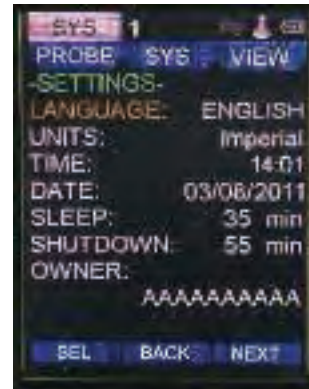 SYS 1
PROBE SYS VIEW
-SETTINGS-
LANGUAGE: ENGLISH
UNITS: Imperial
TIME: 14:01
DATE: 03/06/2011
SLEEP: 35 min
SHUTDOWN: 55 min
OWNER:
AAAAAAAAAA
SEL BACK NEXT